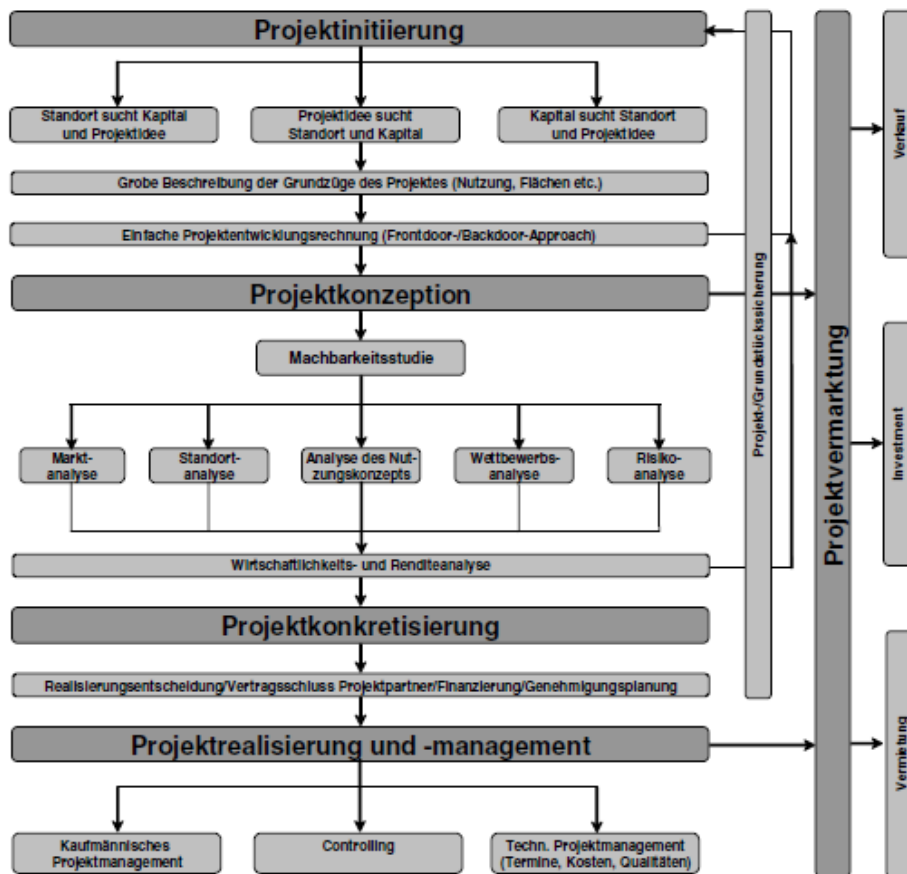 Projektinitiierung
Standort sucht Kapital
und Projektidee
Projektidee sucht
Standort und Kapital
Kapital sucht Standort
und Projektidee
Grobe Beschreibung der Grundzüge des Projektes (Nutzung, Flächen etc.)
Einfache Projektentwicklungsrechnung (Frontdoor-/Backdoor-Approach)
Projektkonzeption
Machbarkeitsstudie
Markt-
analyse
Standort-
analyse
Analyse des Nut-
zungskonzepts
Wettbewerbs-
analyse
Risiko-
analyse
Wirtschaftlichkeits- und Renditeanalyse
Projektkonkretisierung
Realisierungsentscheidung/Vertragsschluss Projektpartner/Finanzierung/Genehmigungsplanung
Projektrealisierung und -management
Kaufmännisches
Projektmanagement
Controlling
Techn. Projektmanagement
(Termine, Kosten, Qualitäten)
Projekt-/Grundstückssicherung
Projektvermarktung
Verkauf
Investment
Vermietung